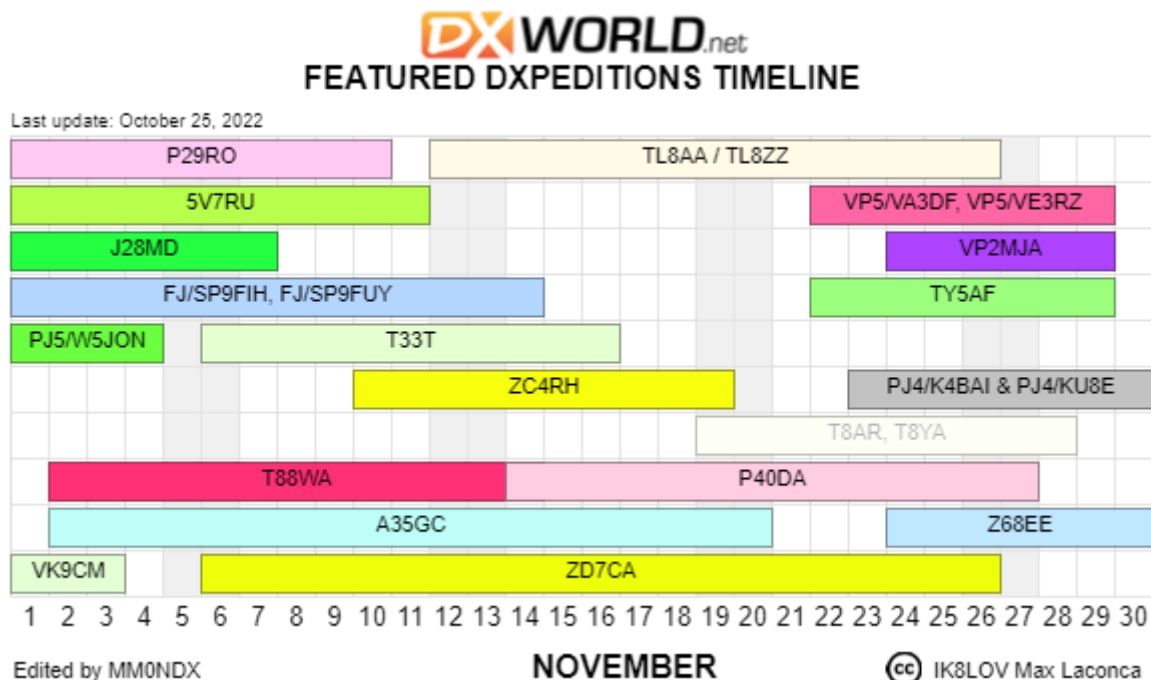 DX WORLD.net
FEATURED DXPEDITIONS TIMELINE
Last update: October 25, 2022
P29RO TL8AA / TL8ZZ
5V7RU VP5/VA3DF, VP5/VE3RZ
J28MD VP2MJA
FJ/SP9FIH, FJ/SP9FUY TY5AF
PJ5/W5JON T33T
ZC4RH PJ4/K4BAI & PJ4/KU8E
T8AR, T8YA
T88WA P40DA
A35GC Z68EE
VK9CM ZD7CA
1 2 3 4 5 6 7 8 9 10 11 12 13 14 15 16 17 18 19 20 21 22 23 24 25 26 27 28 29 30
Edited by MM0NDX NOVEMBER cc IK8LOV Max Laconca